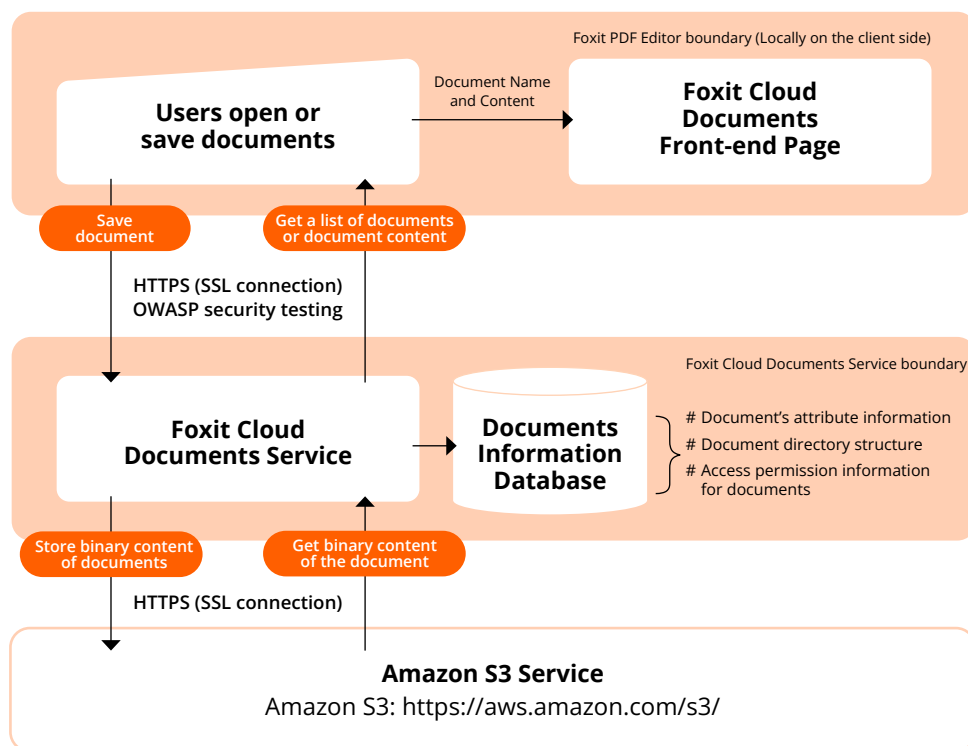 Foxit PDF Editor boundary (Locally on the client side)
Users open or
save documents
Document Name
and Content
Foxit Cloud
Documents
Front-end Page
Save
document
Get a list of documents
or document content
HTTPS (SSL connection)
OWASP security testing
Foxit Cloud Documents Service boundary
Foxit Cloud
Documents Service
Documents
Information
Database
# Document’s attribute information
# Document directory structure
# Access permission information
for documents
Store binary content
of documents
Get binary content
of the document
HTTPS (SSL connection)
Amazon S3 Service
Amazon S3: https://aws.amazon.com/s3/